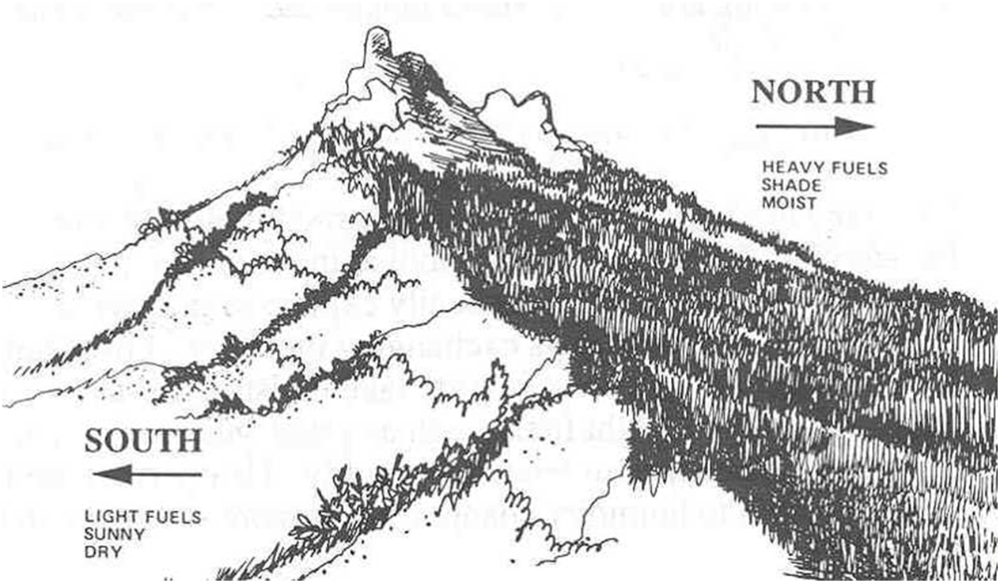 NORTH
HEAVY FUELS
SHADE
MOIST
SOUTH
LIGHT FUELS
SUNNY
DRY